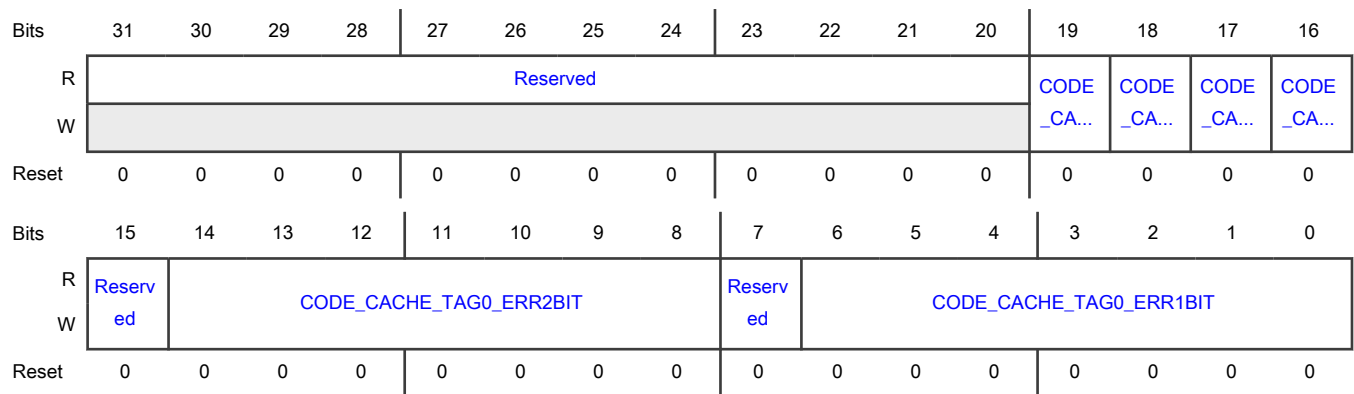 Bits 31 30 29 28 27 26 25 24 23 22 21 20 19 18 17 16
R Reserved CODE CODE CODE CODE
W _CA... _CA... _CA... _CA...
Reset 0 0 0 0 0 0 0 0 0 0 0 0 0 0 0 0
Bits 15 14 13 12 11 10 9 8 7 6 5 4 3 2 1 0
R Reserv CODE_CACHE_TAG0_ERR2BIT Reserv CODE_CACHE_TAG0_ERR1BIT
W ed ed
Reset 0 0 0 0 0 0 0 0 0 0 0 0 0 0 0 0